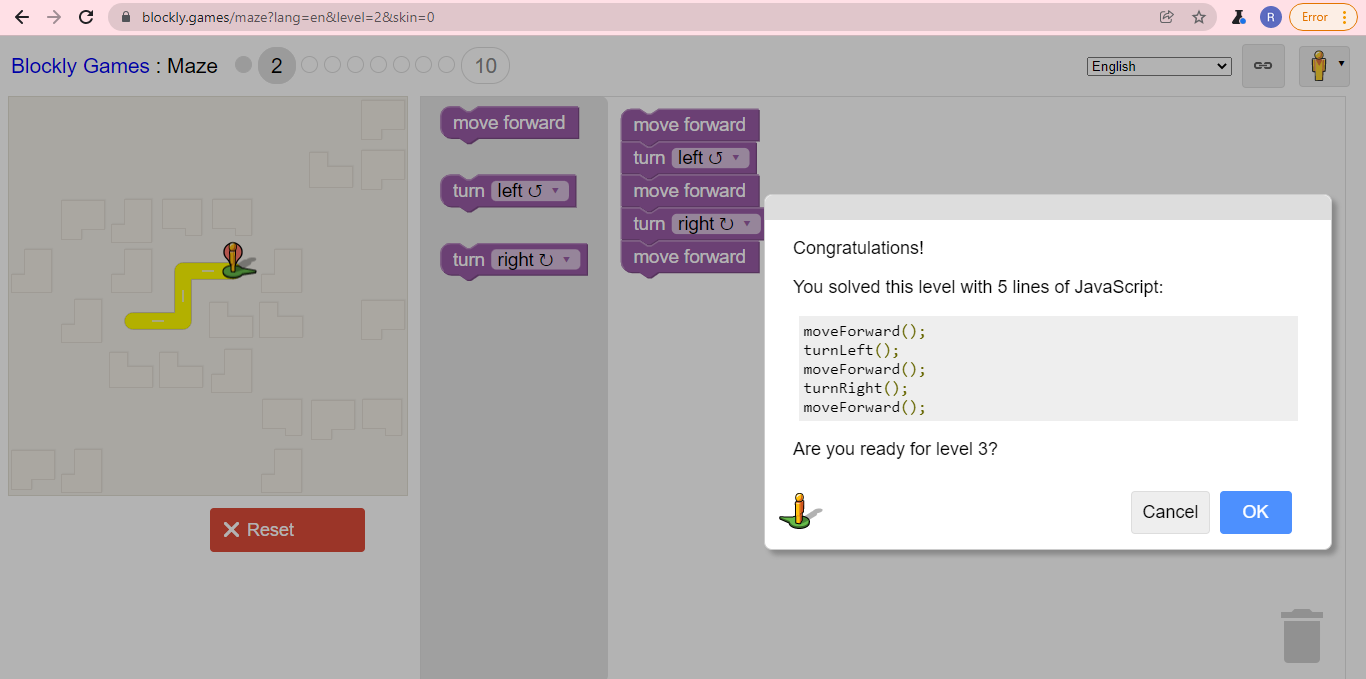 blockly.games/maze?lang=en&level=2&skin=0
R
Error
Blockly Games : Maze
2
10
English
move forward
turn left ↺
turn right ↻
move forward
turn left ↺
move forward
turn right ↻
move forward
Congratulations!
You solved this level with 5 lines of JavaScript:
moveForward();
turnLeft();
moveForward();
turnRight();
moveForward();
Are you ready for level 3?
Cancel
OK
Reset